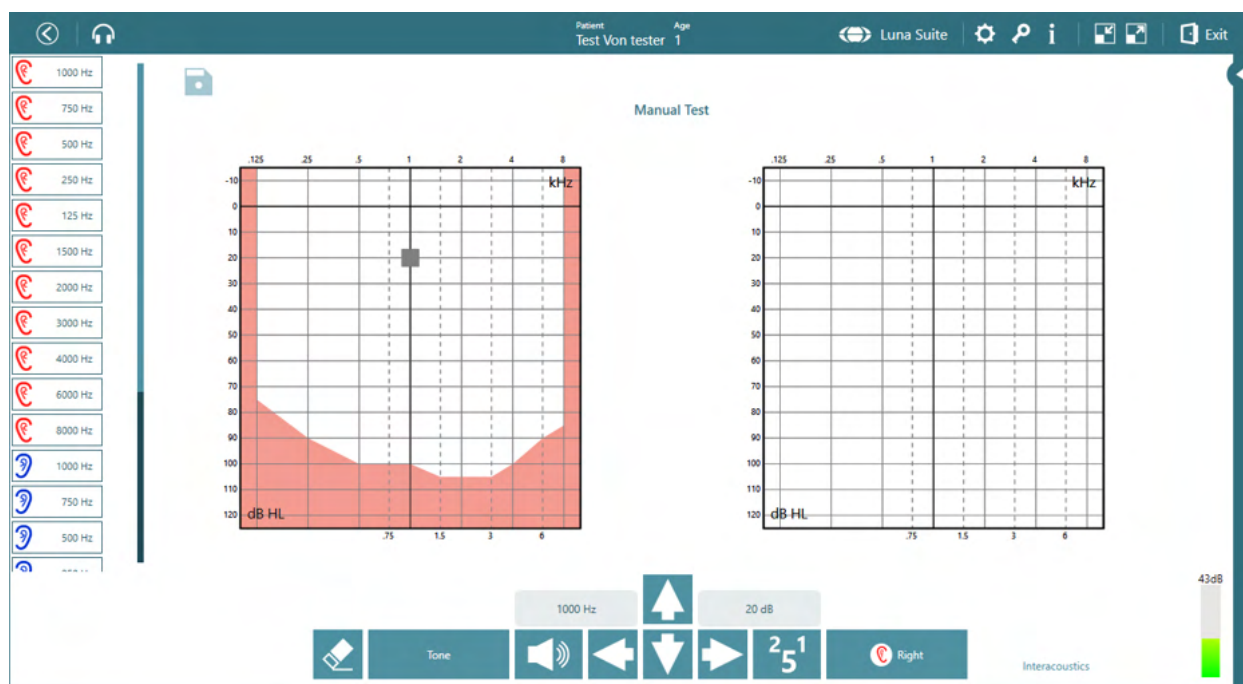 Patient Age
Test Von tester 1
Luna Suite
i
Exit
1000 Hz
750 Hz
500 Hz
250 Hz
125 Hz
1500 Hz
2000 Hz
3000 Hz
4000 Hz
6000 Hz
8000 Hz
1000 Hz
750 Hz
500 Hz
Manual Test
.125 .25 .5 1 2 4 8
kHz
-10
0
10
20
30
40
50
60
70
80
90
100
110
120
dB HL
.75 1.5 3 6
.125 .25 .5 1 2 4 8
kHz
-10
0
10
20
30
40
50
60
70
80
90
100
110
120
dB HL
.75 1.5 3 6
1000 Hz
20 dB
43dB
Tone
2 5 1
Right
Interacoustics